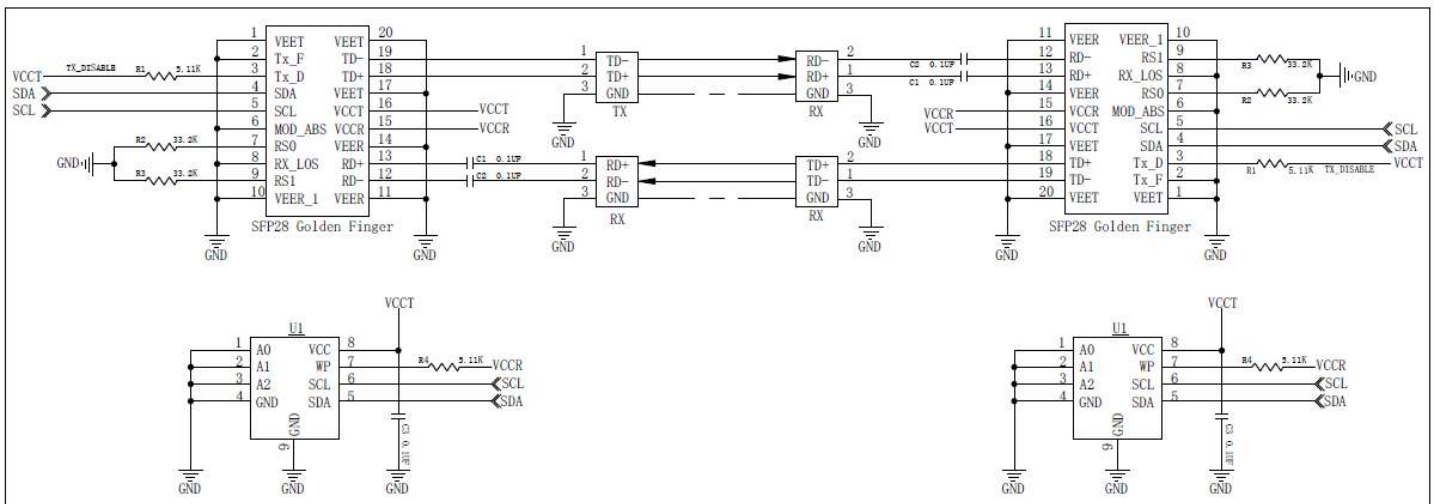 1 VEET VEET 20
2 Tx_F TD- 19
VCCT TX_DISABLE R1 5.11K 3 Tx_D TD+ 18
SDA 4 SDA VEET 17
SCL 5 SCL VCCT 16 VCCT
6 MOD_ABS VCCR 15 VCCR
R2 33.2K 7 RS0 VEER 14
GND 8 RX_LOS RD+ 13 C1 0.1UF
R3 33.2K 9 RS1 RD- 12 C2 0.1UF
10 VEER_1 VEER 11
SFP28 Golden Finger
GND GND
1 TD-
2 TD+
3 GND
TX
GND
RD- 2
RD+ 1
GND 3
RX
GND
1 RD+
2 RD-
3 GND
RX
GND
TD+ 2
TD- 1
GND 3
RX
GND
11 VEER VEER_1 10
C2 0.1UF 12 RD- RS1 9 R3 33.2K
C1 0.1UF 13 RD+ RX_LOS 8 GND
14 VEER RS0 7 R2 33.2K
VCCR 15 VCCR MOD_ABS 6
VCCT 16 VCCT SCL 5 SCL
17 VEET SDA 4 SDA
18 TD+ Tx_D 3 R1 5.11K TX_DISABLE VCCT
19 TD- Tx_F 2
20 VEET VEET 1
SFP28 Golden Finger
GND GND
VCCT
U1
1 A0 VCC 8
2 A1 WP 7 R4 5.11K VCCR
3 A2 SCL 6 SCL
4 GND SDA 5 SDA
GND
9
C3 0.1UF
GND GND GND
VCCT
U1
1 A0 VCC 8
2 A1 WP 7 R4 5.11K VCCR
3 A2 SCL 6 SCL
4 GND SDA 5 SDA
GND
9
C3 0.1UF
GND GND GND